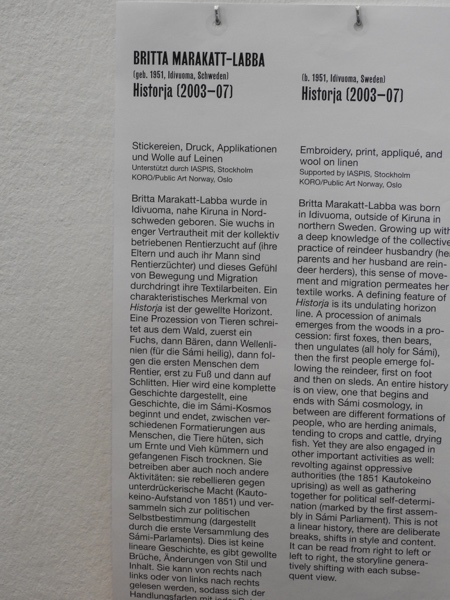 BRITTA MARAKATT–LABBA
(geb. 1951, Idivuoma, Schweden)
Historja (2003–07)
Stickereien, Druck, Applikationen
und Wolle auf Leinen
Unterstützt durch IASPIS, Stockholm
KORO/Public Art Norway, Oslo
Britta Marakatt-Labba wurde in
Idivuoma, nahe Kiruna in Nord-
schweden geboren. Sie wuchs in
enger Vertrautheit mit der kollektiv
betriebenen Rentierzucht auf (ihre
Eltern und auch ihr Mann sind
Rentierzüchter) und dieses Gefühl
von Bewegung und Migration
durchdringt ihre Textilarbeiten. Ein
charakteristisches Merkmal von
Historja ist der gewellte Horizont.
Eine Prozession von Tieren schrei-
tet aus dem Wald, zuerst ein
Fuchs, dann Bären, dann Wellenli-
nien (für die Sámi heilig), dann fol-
gen die ersten Menschen dem
Rentier, erst zu Fuß und dann auf
Schlitten. Hier wird eine komplette
Geschichte dargestellt, eine
Geschichte, die im Sámi-Kosmos
beginnt und endet, zwischen ver-
schiedenen Formatierungen aus
Menschen, die Tiere hüten, sich
um Ernte und Vieh kümmern und
gefangenen Fisch trocknen. Sie
betreiben aber auch noch andere
Aktivitäten: sie rebellieren gegen
unterdrückerische Macht (Kauto-
keino-Aufstand von 1851) und ver-
sammeln sich zur politischen
Selbstbestimmung (dargestellt
durch die erste Versammlung des
Sámi-Parlaments). Dies ist keine
lineare Geschichte, es gibt gewollte
Brüche, Änderungen von Stil und
Inhalt. Sie kann von rechts nach
links oder von links nach rechts
gelesen werden, sodass sich der
Handlungsfaden mit jeder
(b. 1951, Idivuoma, Sweden)
Historja (2003–07)
Embroidery, print, appliqué, and
wool on linen
Supported by IASPIS, Stockholm
KORO/Public Art Norway, Oslo
Britta Marakatt-Labba was born
in Idivuoma, outside of Kiruna in
northern Sweden. Growing up with
a deep knowledge of the collective
practice of reindeer husbandry (her
parents and her husband are rein-
deer herders), this sense of move-
ment and migration permeates her
textile works. A defining feature of
Historja is its undulating horizon
line. A procession of animals
emerges from the woods in a pro-
cession: first foxes, then bears,
then ungulates (all holy for Sámi),
then the first people emerge fol-
lowing the reindeer, first on foot
and then on sleds. An entire history
is on view, one that begins and
ends with Sámi cosmology, in
between are different formations of
people, who are herding animals,
tending to crops and cattle, drying
fish. Yet they are also engaged in
other important activities as well:
revolting against oppressive
authorities (the 1851 Kautokeino
uprising) as well as gathering
together for political self-determi-
nation (marked by the first assem-
bly in Sámi Parliament). This is not
a linear history, there are deliberate
breaks, shifts in style and content.
It can be read from right to left or
left to right, the storyline genera-
tively shifting with each subse-
quent view.